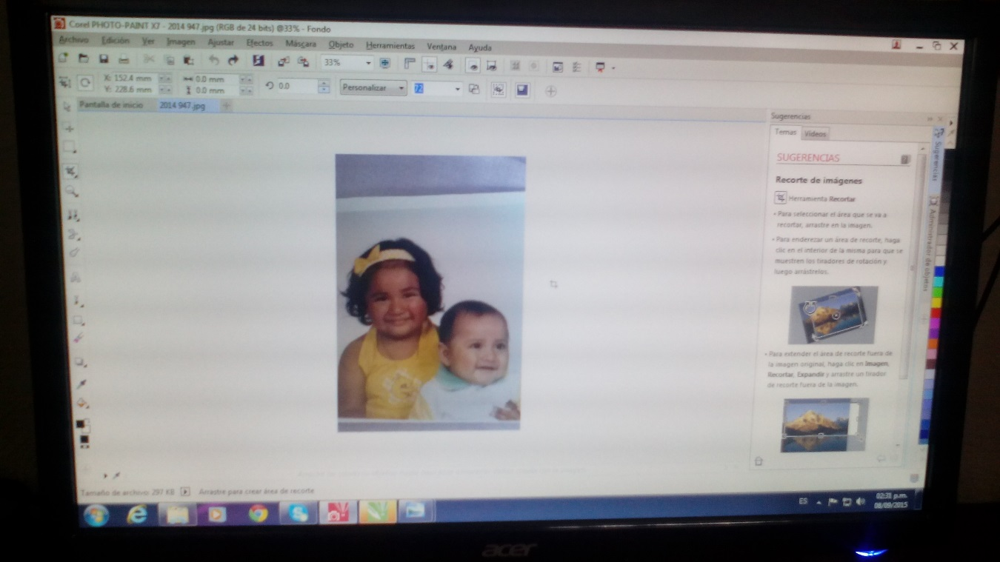 Corel PHOTO-PAINT X7 - 2014 947.jpg (RGB de 24 bits) @33% - Fondo
Archivo Edición Ver Imagen Ajustar Efectos Máscara Objeto Herramientas Ventana Ayuda
33%
X: 152.4 mm 0.0 mm 0.0 Personalizar 72
Y: 228.6 mm 0.0 mm
Pantalla de inicio 2014 947.jpg
Sugerencias
Temas Vídeos
SUGERENCIAS
Recorte de imágenes
Herramienta Recortar
• Para seleccionar el área que se va a
recortar, arrastre en la imagen.
• Para enderezar un área de recorte, haga
clic en el interior de la misma para que se
muestren los tiradores de rotación y
luego arrástrelos.
• Para extender el área de recorte fuera de
la imagen original, haga clic en Imagen,
Recortar, Expandir y arrastre un tirador
de recorte fuera de la imagen.
Sugerencias
Administrador de objetos
Tamaño de archivo: 297 KB Arrastre para crear área de recorte
ES 02:31 p.m.
08/09/2015
acer